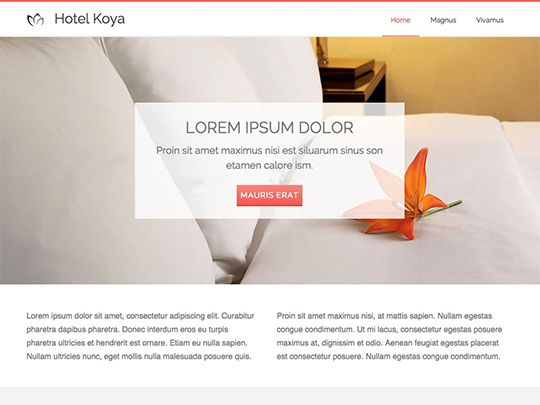 Hotel Koya
Home Magnus Vivamus
LOREM IPSUM DOLOR
Proin sit amet maximus nisi est siluarum sinus son
etamen calore ism.
MAURIS ERAT
Lorem ipsum dolor sit amet, consectetur adipiscing elit. Curabitur
pharetra dapibus pharetra. Donec interdum eros eu turpis
pharetra ultricies et hendrerit est ornare. Etiam eu nulla sapien.
Nullam ultricies nunc, eget mollis nulla malesuada posuere quis.
Proin sit amet maximus nisi, at mattis sapien. Nullam egestas
congue condimentum. Ut mi lacus, consectetur egestas posuere
maximus at, dignissim et odio. Aenean feugiat egestas placerat
est consectetur posuere. Nullam egestas congue condimentum.